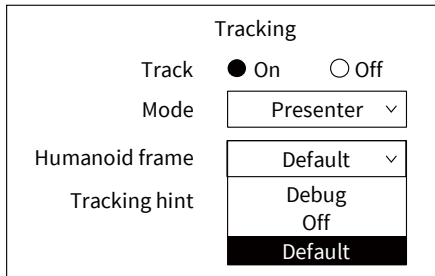 Tracking
Track On Off
Mode Presenter
Humanoid frame Default
Tracking hint Debug
Off
Default